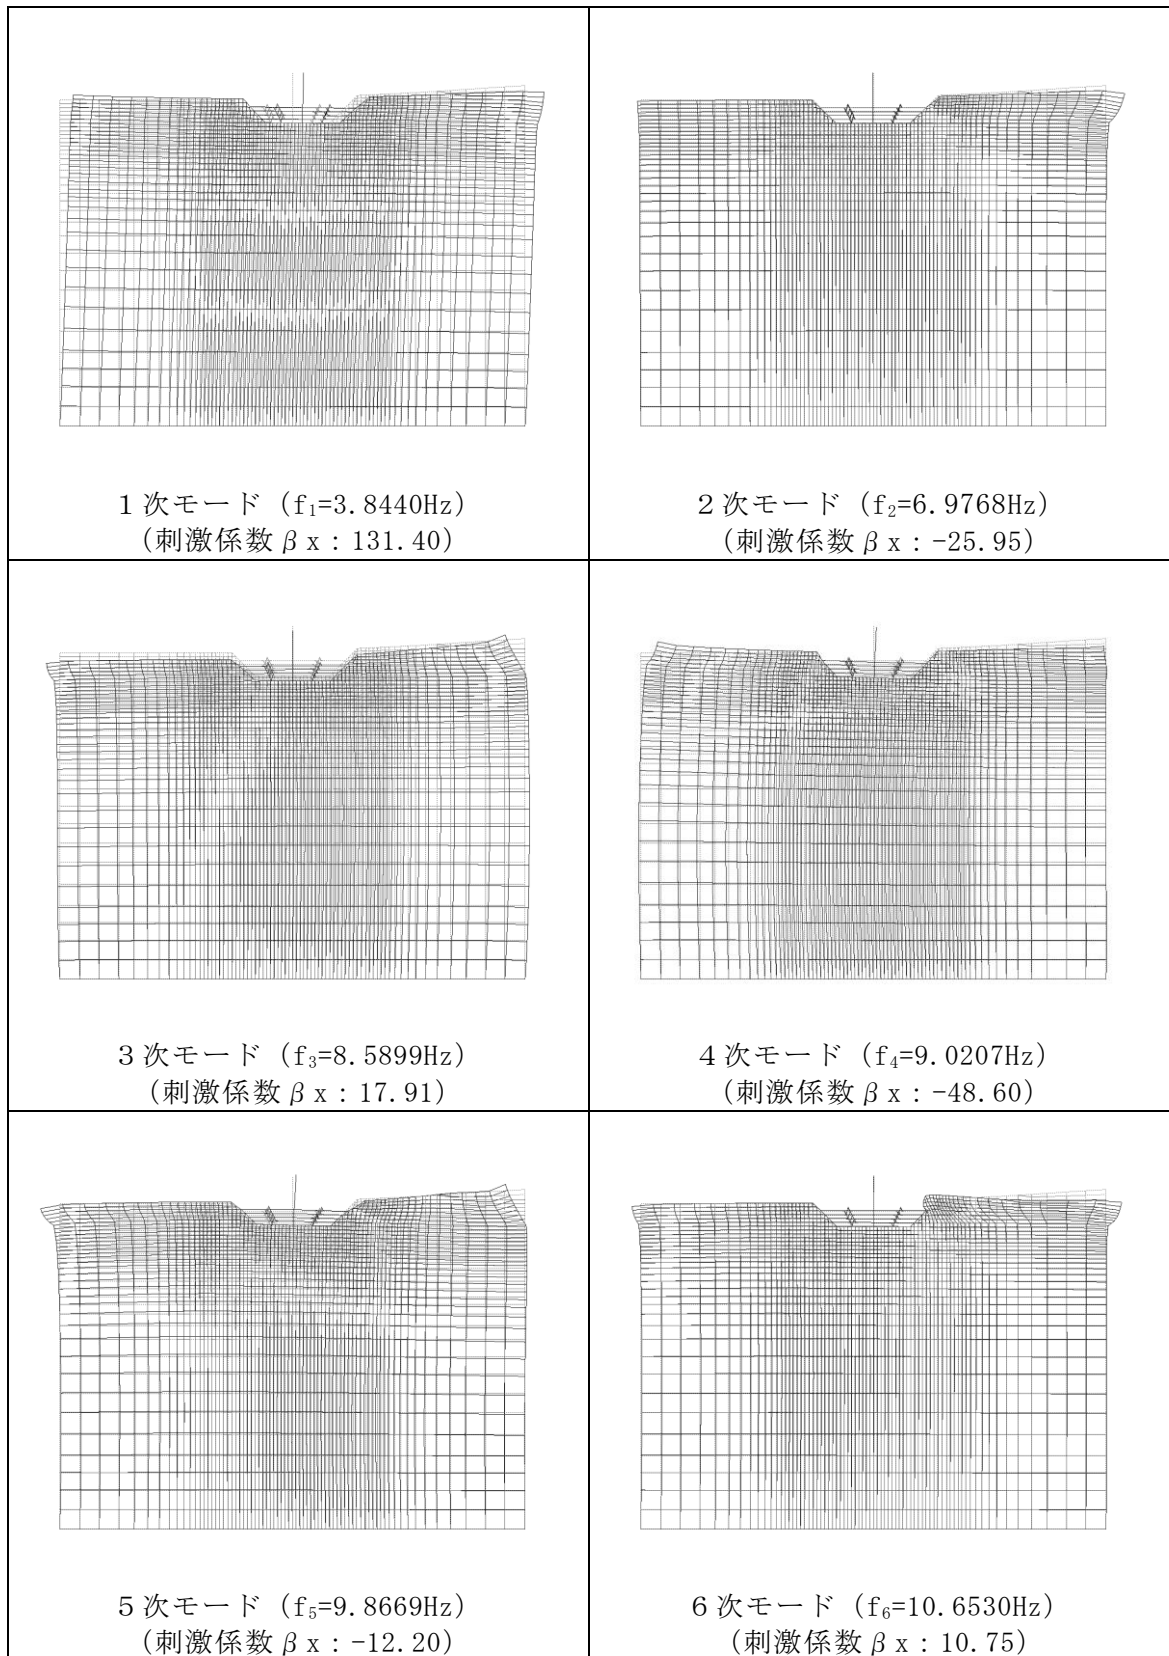 １次モード（f₁=3.8440Hz）
（刺激係数βx：131.40）
２次モード（f₂=6.9768Hz）
（刺激係数βx：-25.95）
３次モード（f₃=8.5899Hz）
（刺激係数βx：17.91）
４次モード（f₄=9.0207Hz）
（刺激係数βx：-48.60）
５次モード（f₅=9.8669Hz）
（刺激係数βx：-12.20）
６次モード（f₆=10.6530Hz）
（刺激係数βx：10.75）